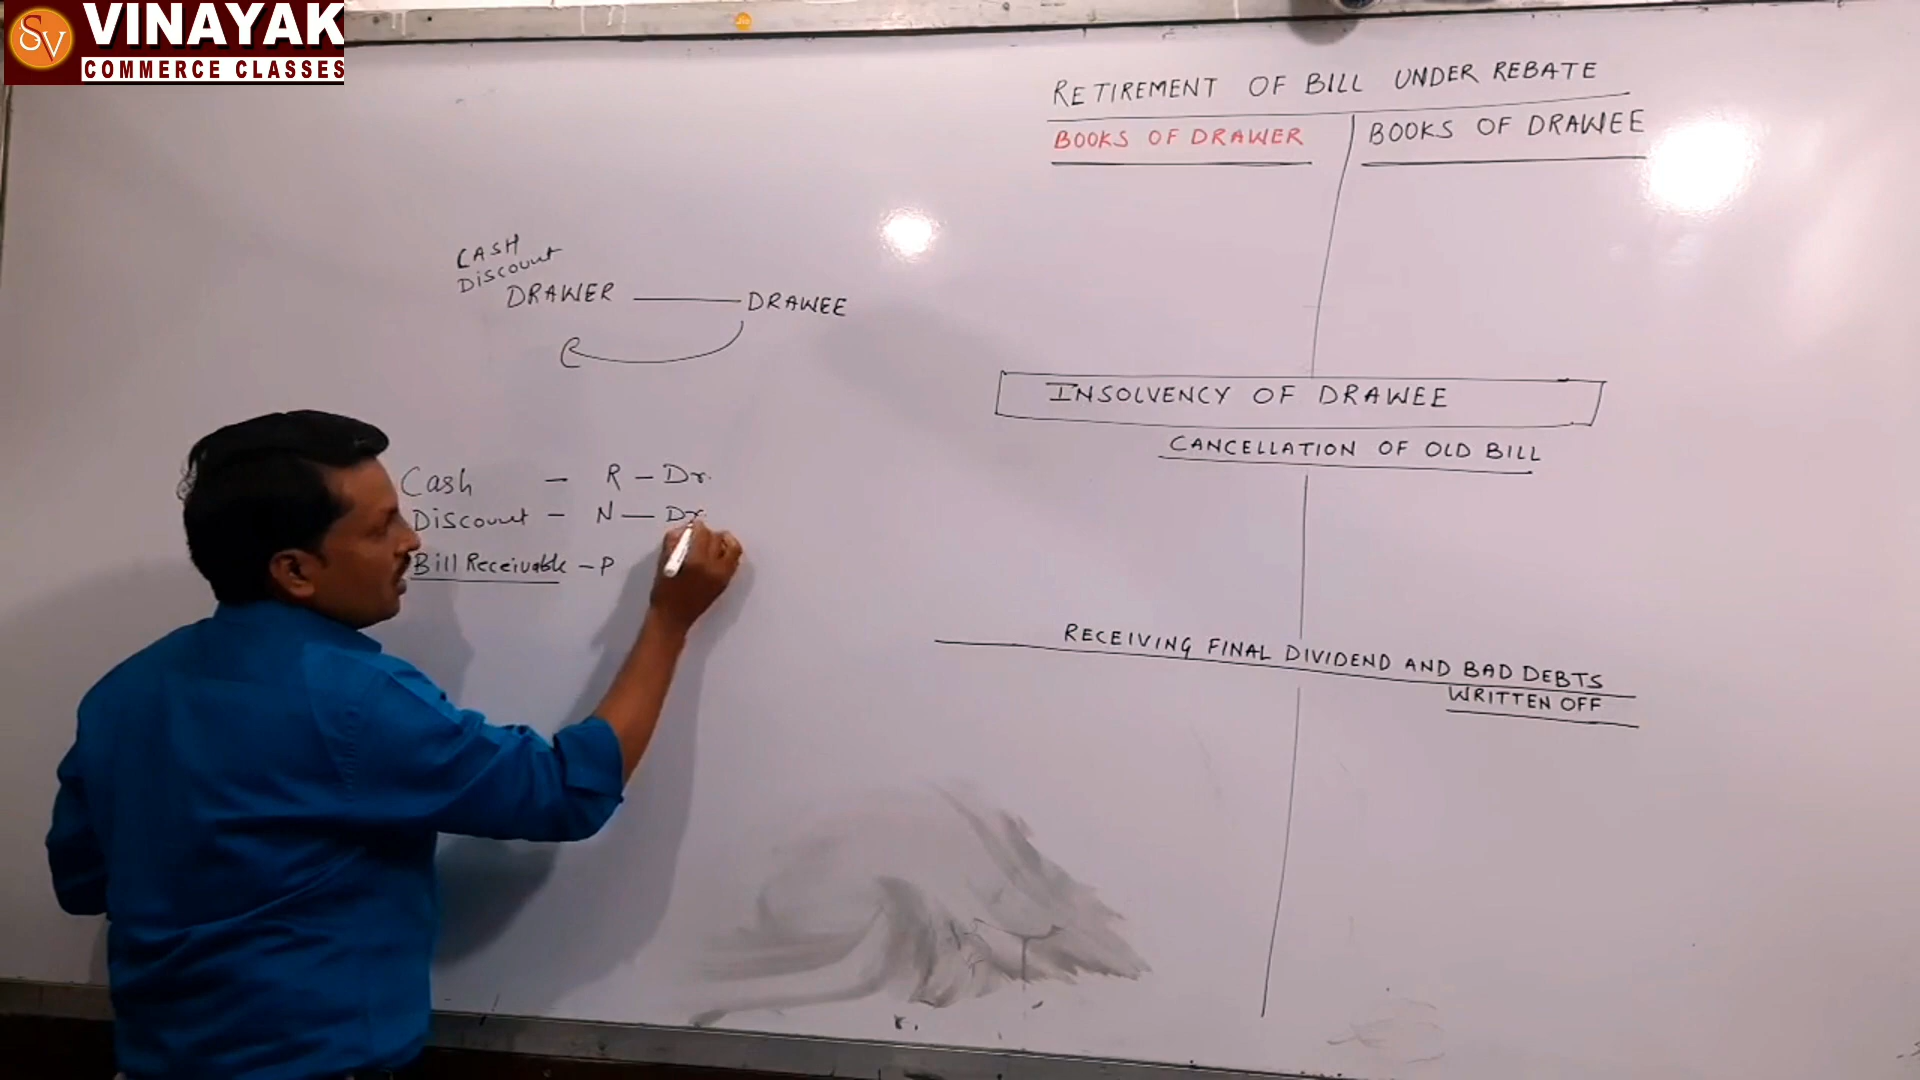 SV VINAYAK
COMMERCE CLASSES
RETIREMENT OF BILL UNDER REBATE
BOOKS OF DRAWER
BOOKS OF DRAWEE
CASH
Discount
DRAWER — DRAWEE
INSOLVENCY OF DRAWEE
CANCELLATION OF OLD BILL
Cash - R - Dr.
Discount - N — Dr.
Bill Receivable - P
RECEIVING FINAL DIVIDEND AND BAD DEBTS
WRITTEN OFF